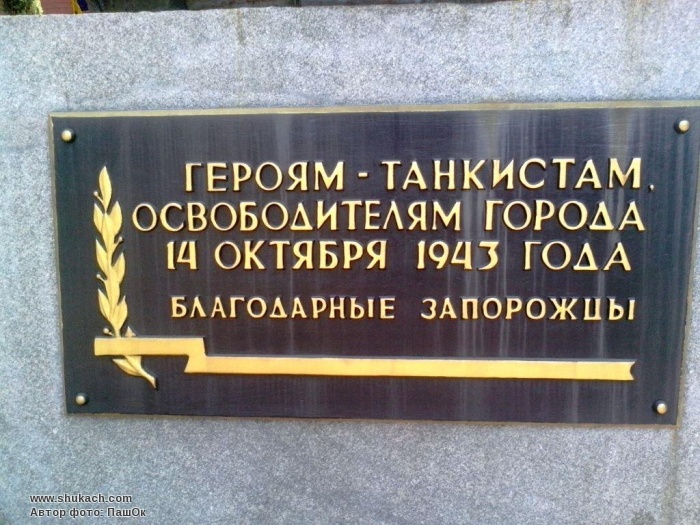 ГЕРОЯМ - ТАНКИСТАМ,
ОСВОБОДИТЕЛЯМ ГОРОДА
14 ОКТЯБРЯ 1943 ГОДА
БЛАГОДАРНЫЕ ЗАПОРОЖЦЫ
www.shukach.com
Автор фото: ПашОк